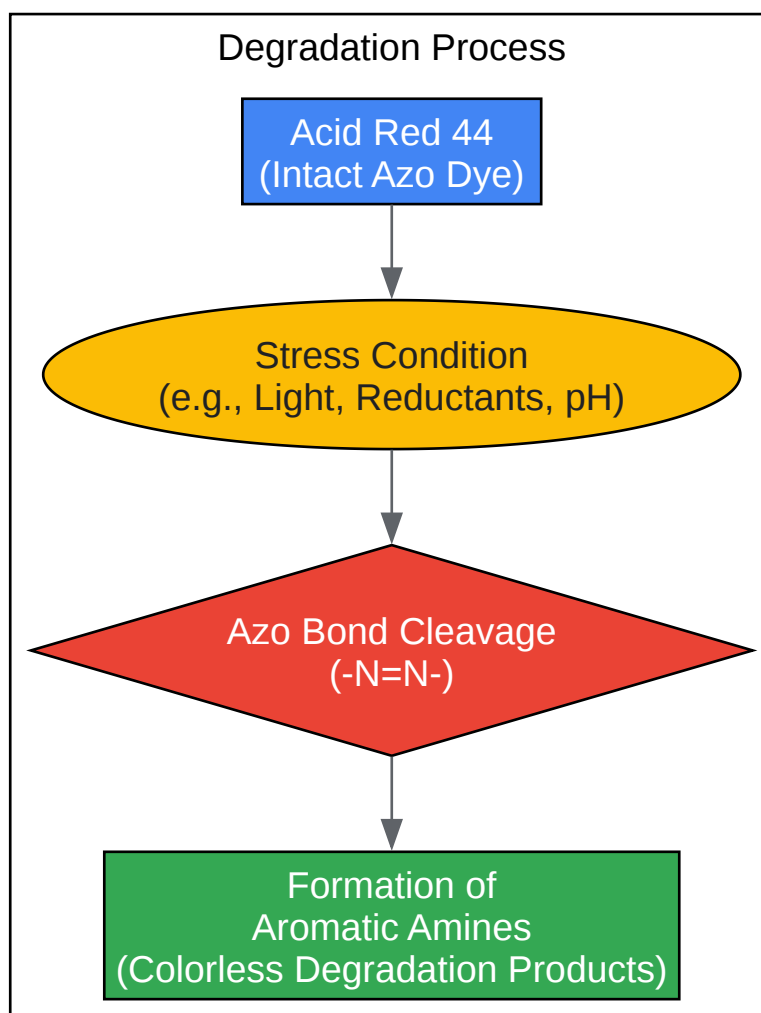 Degradation Process
Acid Red 44
(Intact Azo Dye)
Stress Condition
(e.g., Light, Reductants, pH)
Azo Bond Cleavage
(-N=N-)
Formation of
Aromatic Amines
(Colorless Degradation Products)